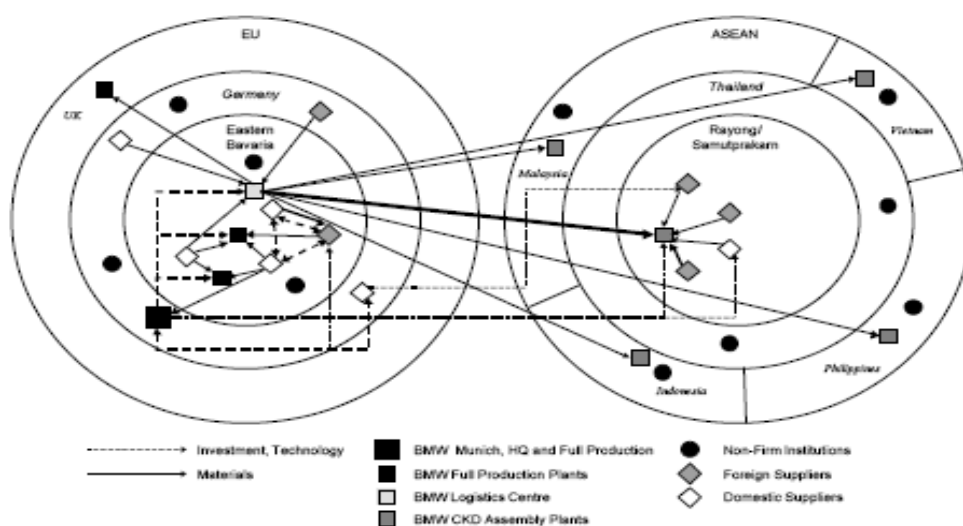 EU
ASEAN
UK
Germany
Thailand
Eastern
Bavaria
Rayong/
Samutprakarn
Vietnam
Malaysia
Indonesia
Philippines
Investment, Technology
Materials
BMW Munich, HQ and Full Production
BMW Full Production Plants
BMW Logistics Centre
BMW CKD Assembly Plants
Non-Firm Institutions
Foreign Suppliers
Domestic Suppliers